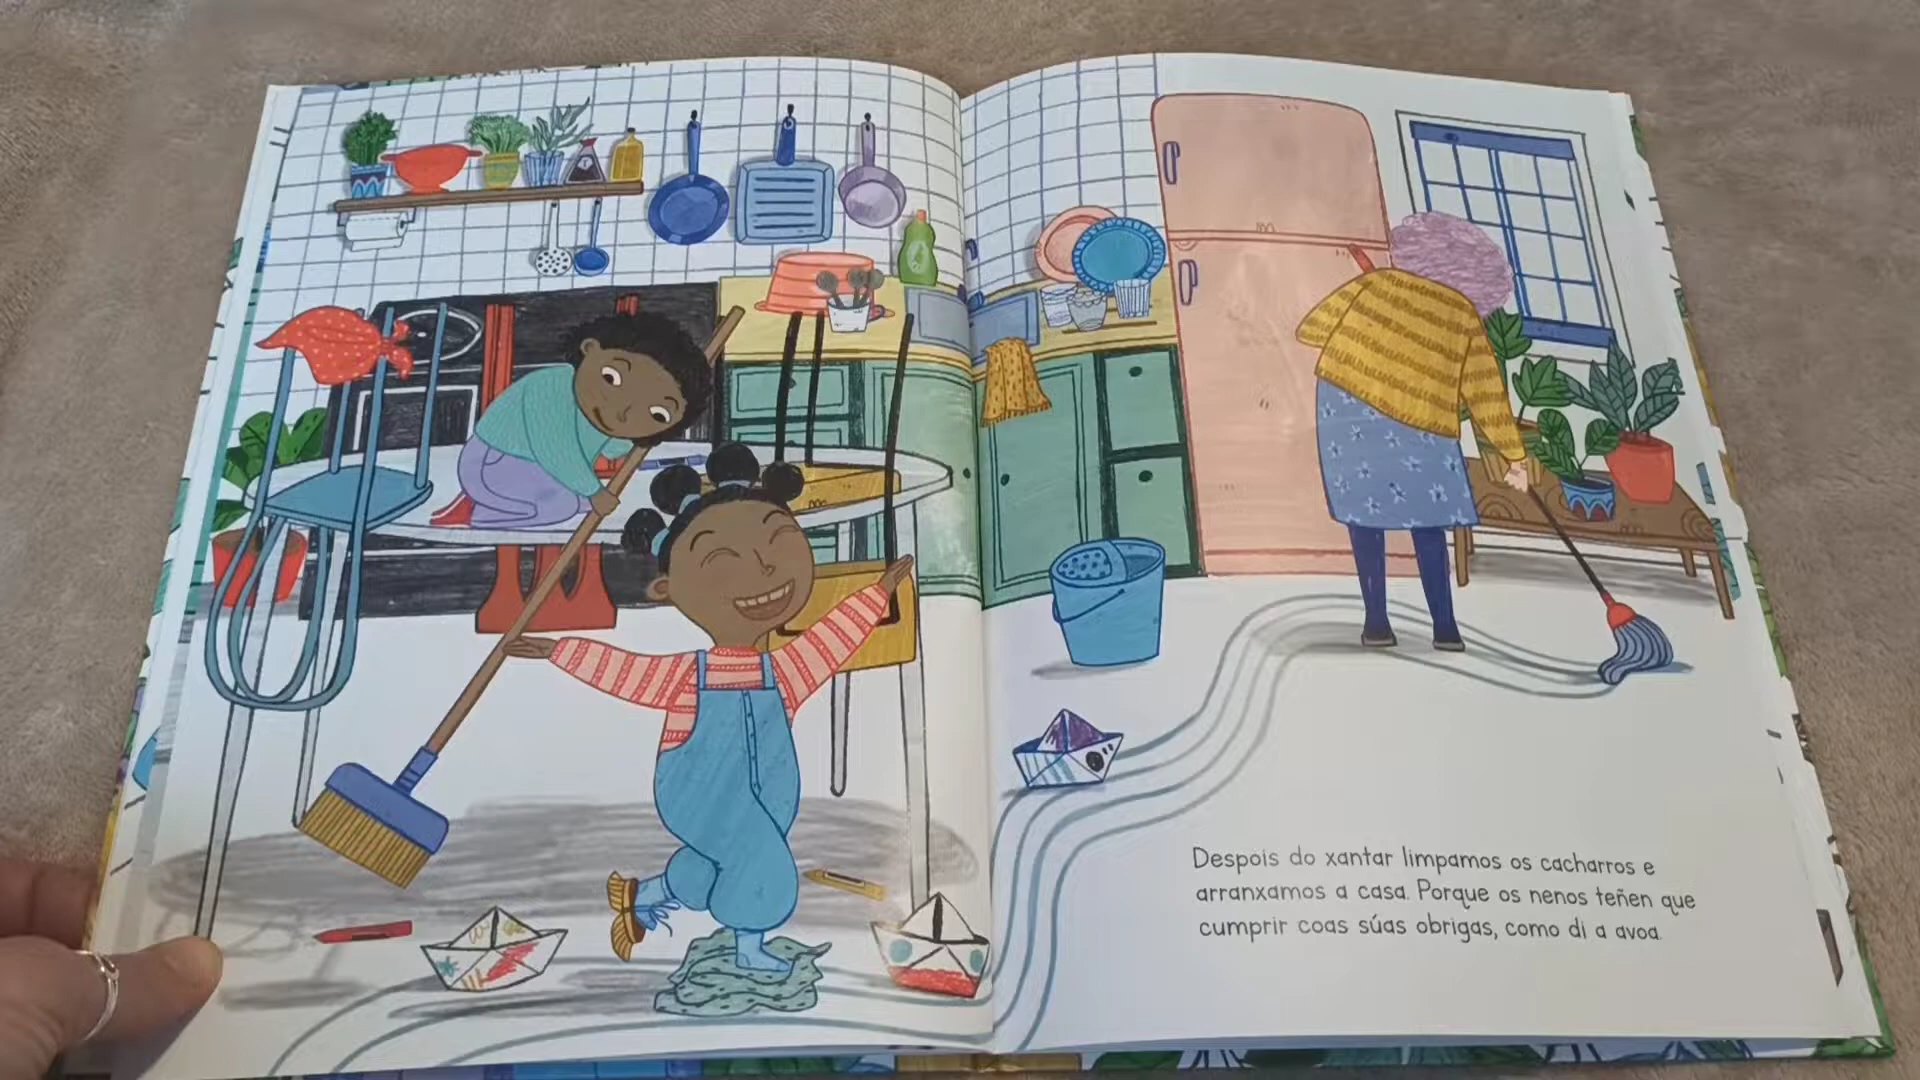 Despois do xantar limpamos os cacharros e
arranxamos a casa. Porque os nenos teñen que
cumprir coas súas obrigas, como di a avoa.